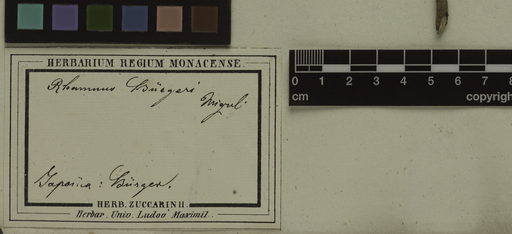 HERBARIUM REGIUM MONACENSE.
Rhamnus Bürgeri
Miquel
Japonia: Bürger.
HERB. ZUCCARINII.
Herbar. Univ. Ludov Maximil.
0 1 2 3 4 5 6 7 8
cm copyrigh